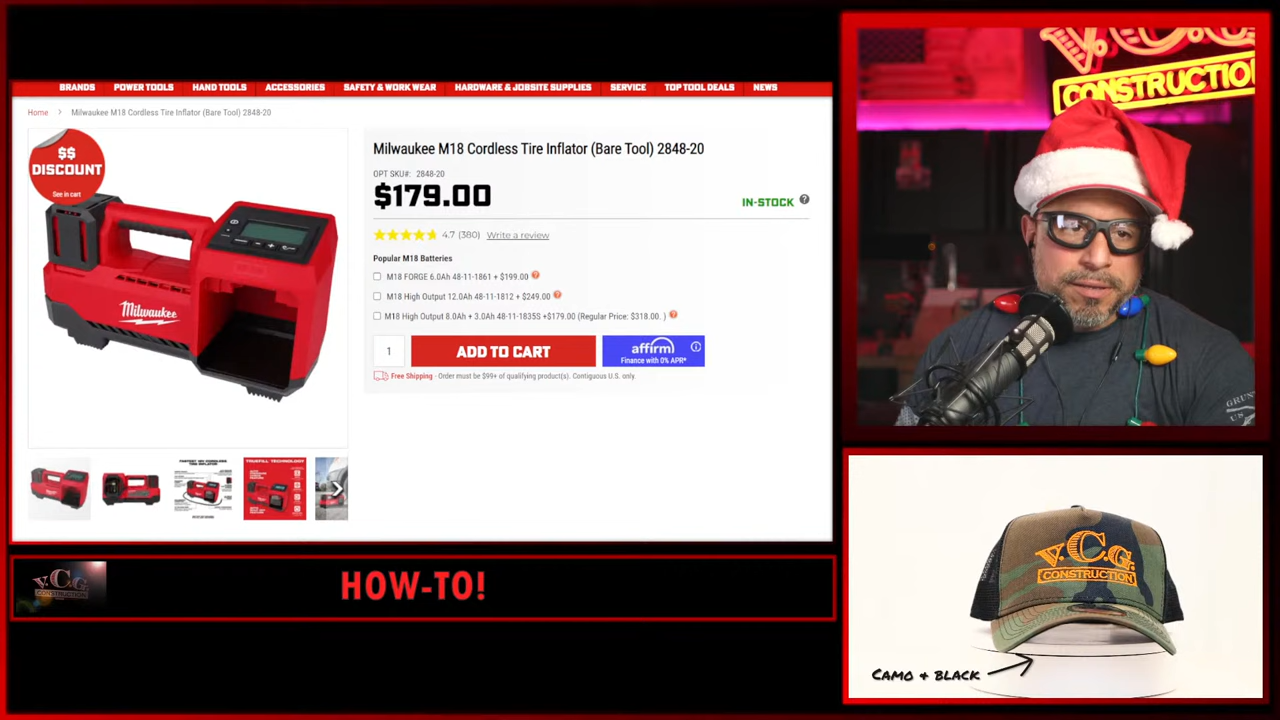 BRANDS POWER TOOLS HAND TOOLS ACCESSORIES SAFETY & WORK WEAR HARDWARE & JOBSITE SUPPLIES SERVICE TOP TOOL DEALS NEWS
Home > Milwaukee M18 Cordless Tire Inflator (Bare Tool) 2848-20
$$
DISCOUNT
See in cart
Milwaukee
Milwaukee M18 Cordless Tire Inflator (Bare Tool) 2848-20
OPT SKU#: 2848-20
$179.00
IN-STOCK ?
4.7 (380) Write a review
Popular M18 Batteries
M18 FORGE 6.0Ah 48-11-1861 + $199.00
M18 High Output 12.0Ah 48-11-1812 + $249.00
M18 High Output 8.0Ah + 3.0Ah 48-11-1835S +$179.00 (Regular Price: $318.00. )
1 ADD TO CART
affirm
Finance with 0% APR*
Free Shipping - Order must be $99+ of qualifying product(s). Contiguous U.S. only.
V.C.G.
CONSTRUCTION
HOW-TO!
V.C.G.
CONSTRUCTIO
GRUNT
US
V.C.G.
CONSTRUCTION
CAMO & BLACK